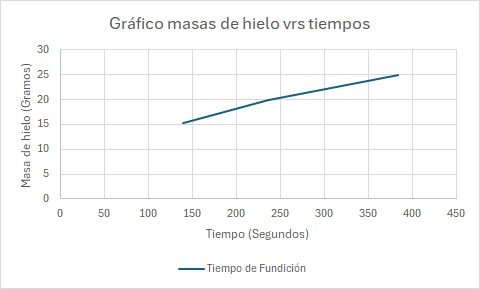 Gráfico masas de hielo vrs tiempos
Masa de hielo (Gramos)
30
25
20
15
10
5
0
0 50 100 150 200 250 300 350 400 450
Tiempo (Segundos)
Tiempo de Fundición